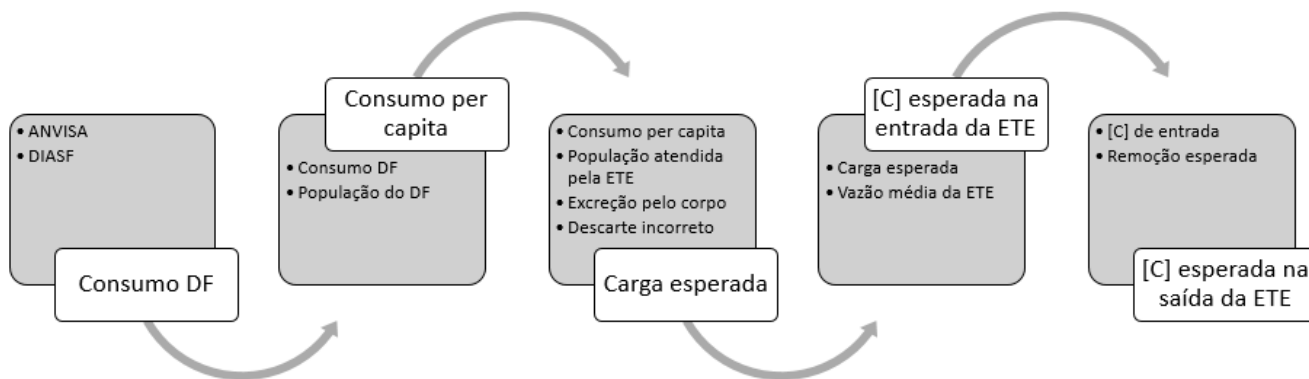 • ANVISA
• DIASF
Consumo DF
Consumo per
capita
• Consumo DF
• População do DF
• Consumo per capita
• População atendida
pela ETE
• Excreção pelo corpo
• Descarte incorreto
Carga esperada
[C] esperada na
entrada da ETE
• Carga esperada
• Vazão média da ETE
• [C] de entrada
• Remoção esperada
[C] esperada na
saída da ETE